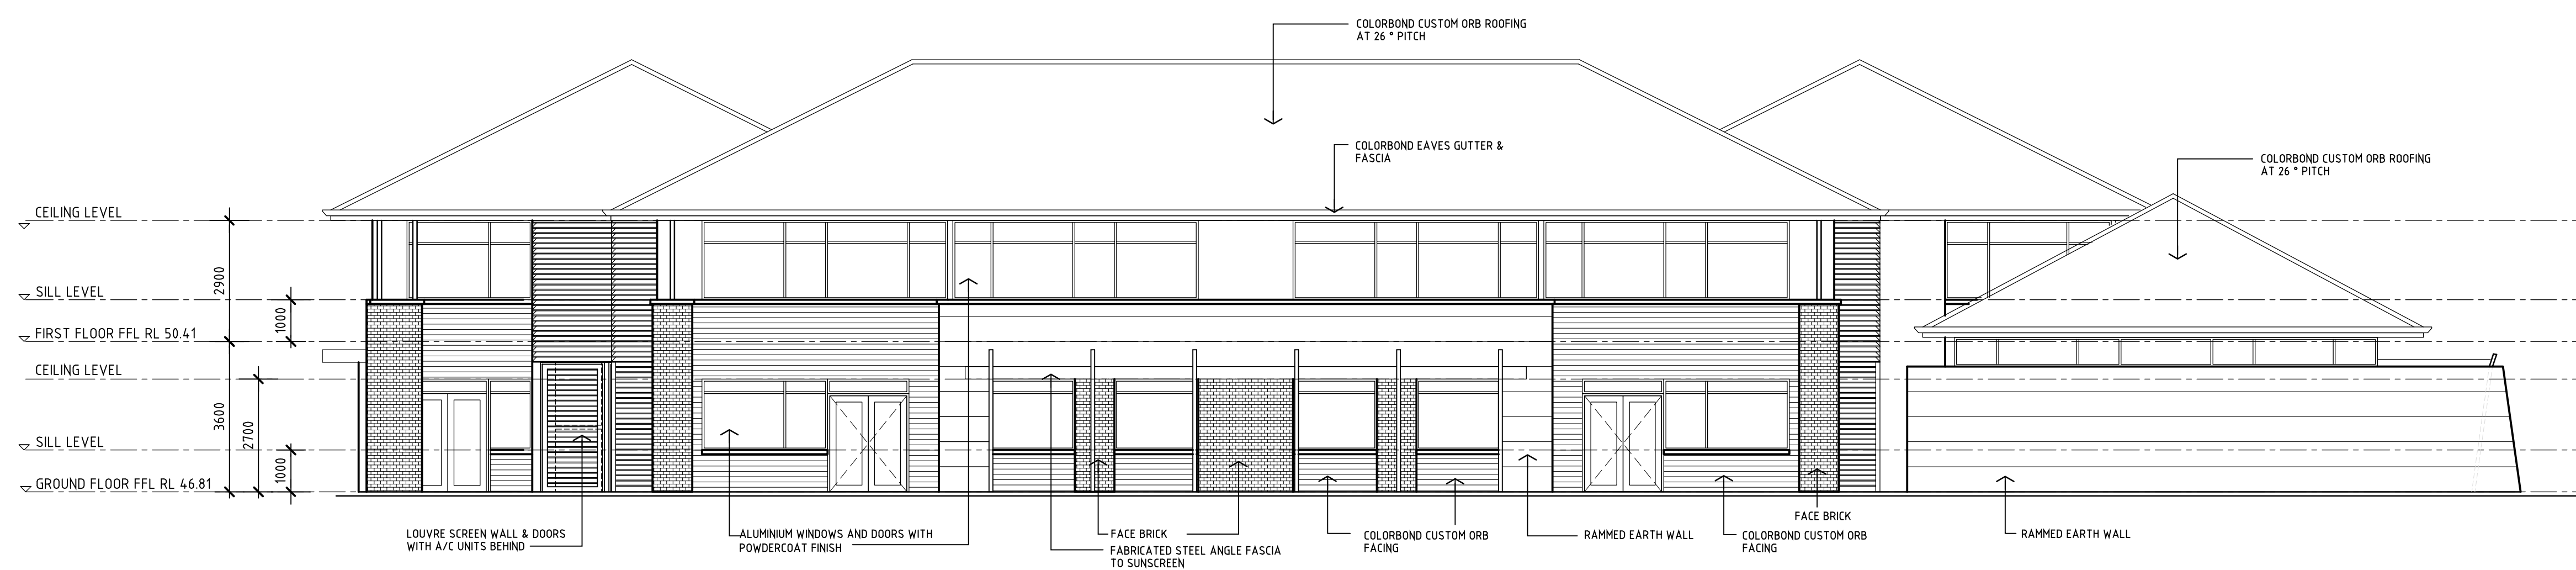 COLORBOND CUSTOM ORB ROOFING
AT 26 ° PITCH
COLORBOND EAVES GUTTER &
FASCIA
COLORBOND CUSTOM ORB ROOFING
AT 26 ° PITCH
CEILING LEVEL
SILL LEVEL
FIRST FLOOR FFL RL 50.41
CEILING LEVEL
SILL LEVEL
GROUND FLOOR FFL RL 46.81
2900
1000
3600
2700
1000
LOUVRE SCREEN WALL & DOORS
WITH A/C UNITS BEHIND
ALUMINIUM WINDOWS AND DOORS WITH
POWDERCOAT FINISH
FACE BRICK
FABRICATED STEEL ANGLE FASCIA
TO SUNSCREEN
COLORBOND CUSTOM ORB
FACING
RAMMED EARTH WALL
FACE BRICK
COLORBOND CUSTOM ORB
FACING
RAMMED EARTH WALL